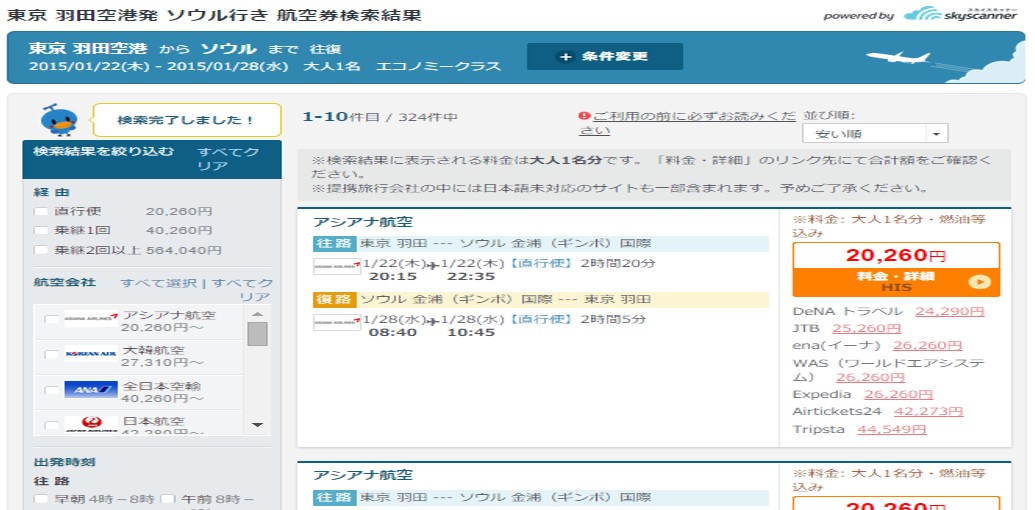 東京 羽田空港発 ソウル行き 航空券検索結果
powered by スカイスキャナー skyscanner
東京 羽田空港 から ソウル まで 往復
2015/01/22(木) - 2015/01/28(水) 大人1名 エコノミークラス
+ 条件変更
検索完了しました！
検索結果を絞り込む すべてク
リア
経由
直行便 20,260円
乗継1回 40,260円
乗継2回以上 564,040円
航空会社 すべて選択 | すべてク
リア
ASIANA AIRLINES アシアナ航空
20,260円～
KOREAN AIR 大韓航空
27,310円～
ANA 全日本空輸
40,260円～
日本航空
出発時刻
往路
早朝 4時－8時 午前 8時－
1-10件目 / 324件中
ご利用の前に必ずお読みくだ
さい
並び順:
安い順
※検索結果に表示される料金は大人1名分です。「料金・詳細」のリンク先にて合計額をご確認く
ださい。
※提携旅行会社の中には日本語未対応のサイトも一部含まれます。予めご了承ください。
アシアナ航空
往路 東京 羽田 --- ソウル 金浦（ギンポ）国際
ASIANA AIRLINES 1/22(木) 1/22(木)【直行便】2時間20分
20:15 22:35
復路 ソウル 金浦（ギンポ）国際 --- 東京 羽田
ASIANA AIRLINES 1/28(水) 1/28(水)【直行便】2時間5分
08:40 10:45
※料金: 大人1名分・燃油等
込み
20,260円
料金・詳細
HIS
DeNA トラベル 24,290円
JTB 25,260円
ena(イーナ) 26,260円
WAS（ワールドエアシステ
ム） 26,260円
Expedia 26,260円
Airtickets24 42,273円
Tripsta 44,549円
アシアナ航空
往路 東京 羽田 --- ソウル 金浦（ギンポ）国際
※料金: 大人1名分・燃油等
込み
20,260円